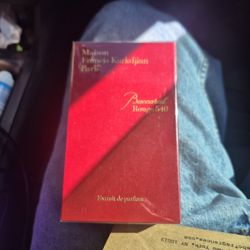 Maison
Francis Kurkdjian
Paris
Baccarat
Rouge 540
Extrait de parfum